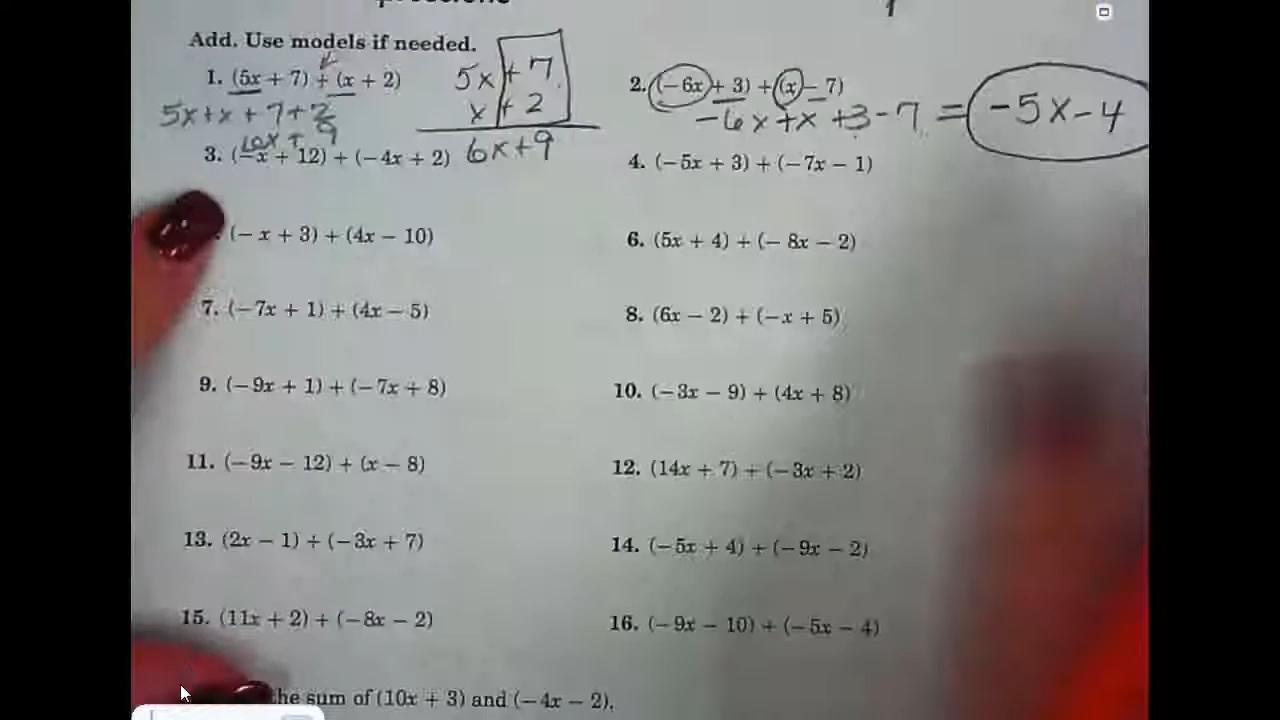 Add. Use models if needed.
1. (5x + 7) + (x + 2)
5x + 7
x + 2
6x + 9
5x + x + 7 + 2
6x + 9
2. (−6x + 3) + (x − 7)
−6x + x + 3 − 7 = −5x − 4
3. (−x + 12) + (−4x + 2)
4. (−5x + 3) + (−7x − 1)
(− x + 3) + (4x − 10)
6. (5x + 4) + (− 8x − 2)
7. (−7x + 1) + (4x − 5)
8. (6x − 2) + (−x + 5)
9. (−9x + 1) + (−7x + 8)
10. (−3x − 9) + (4x + 8)
11. (−9x − 12) + (x − 8)
12. (14x + 7) + (−3x + 2)
13. (2x − 1) + (−3x + 7)
14. (−5x + 4) + (−9x − 2)
15. (11x + 2) + (−8x − 2)
16. (−9x − 10) + (−5x − 4)
the sum of (10x + 3) and (−4x − 2).